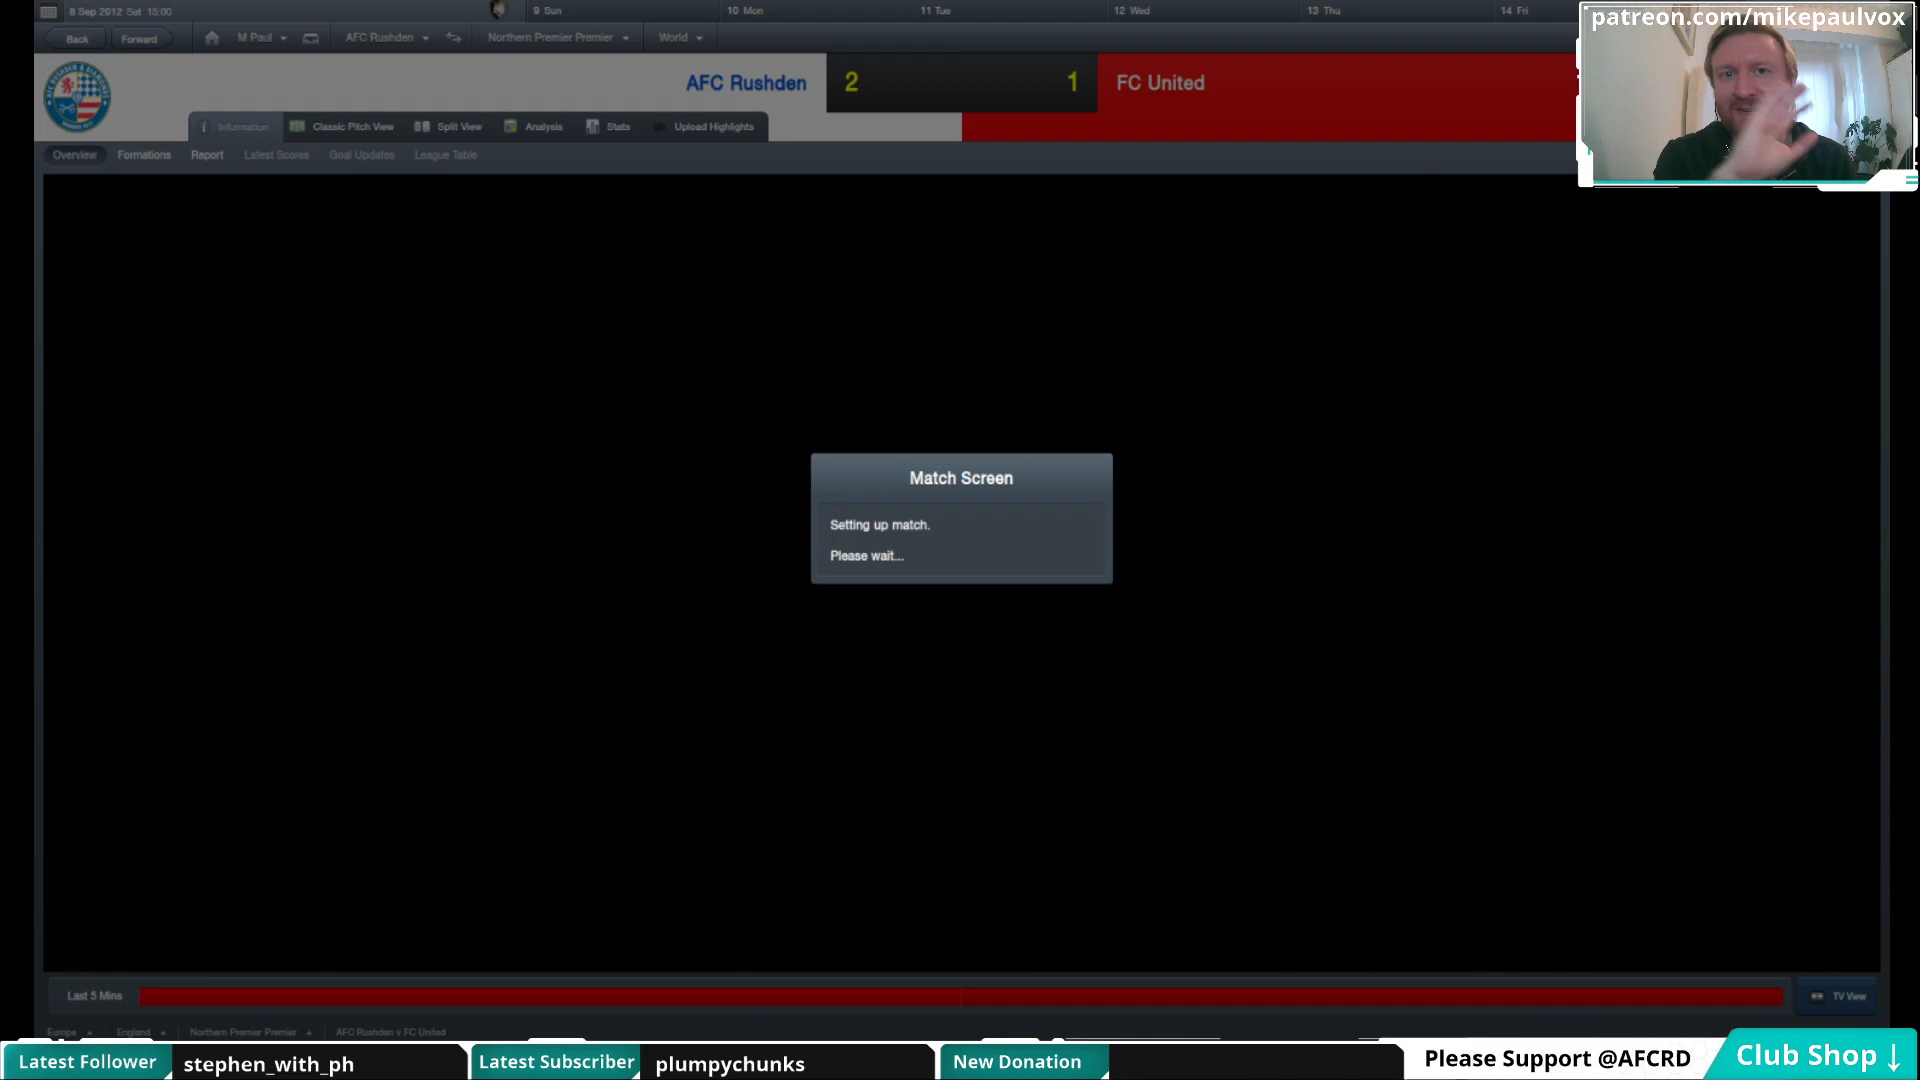 8 Sep 2012 Sat 15:00
9 Sun
10 Mon
11 Tue
12 Wed
13 Thu
14 Fri
patreon.com/mikepaulvox
Back
Forward
M Paul
AFC Rushden
Northern Premier Premier
World
AFC Rushden
2
1
FC United
Information
Classic Pitch View
Split View
Analysis
Stats
Upload Highlights
Overview
Formations
Report
Latest Scores
Goal Updates
League Table
Match Screen
Setting up match.
Please wait...
Last 5 Mins
TV View
Europe
England
Northern Premier Premier
AFC Rushden v FC United
Latest Follower
stephen_with_ph
Latest Subscriber
plumpychunks
New Donation
Please Support @AFCRD
Club Shop ↓